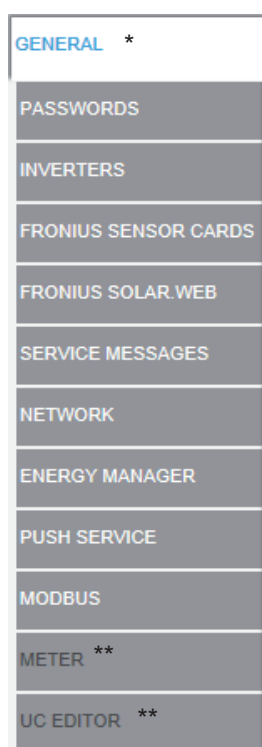 GENERAL *
PASSWORDS
INVERTERS
FRONIUS SENSOR CARDS
FRONIUS SOLAR.WEB
SERVICE MESSAGES
NETWORK
ENERGY MANAGER
PUSH SERVICE
MODBUS
METER **
UC EDITOR **